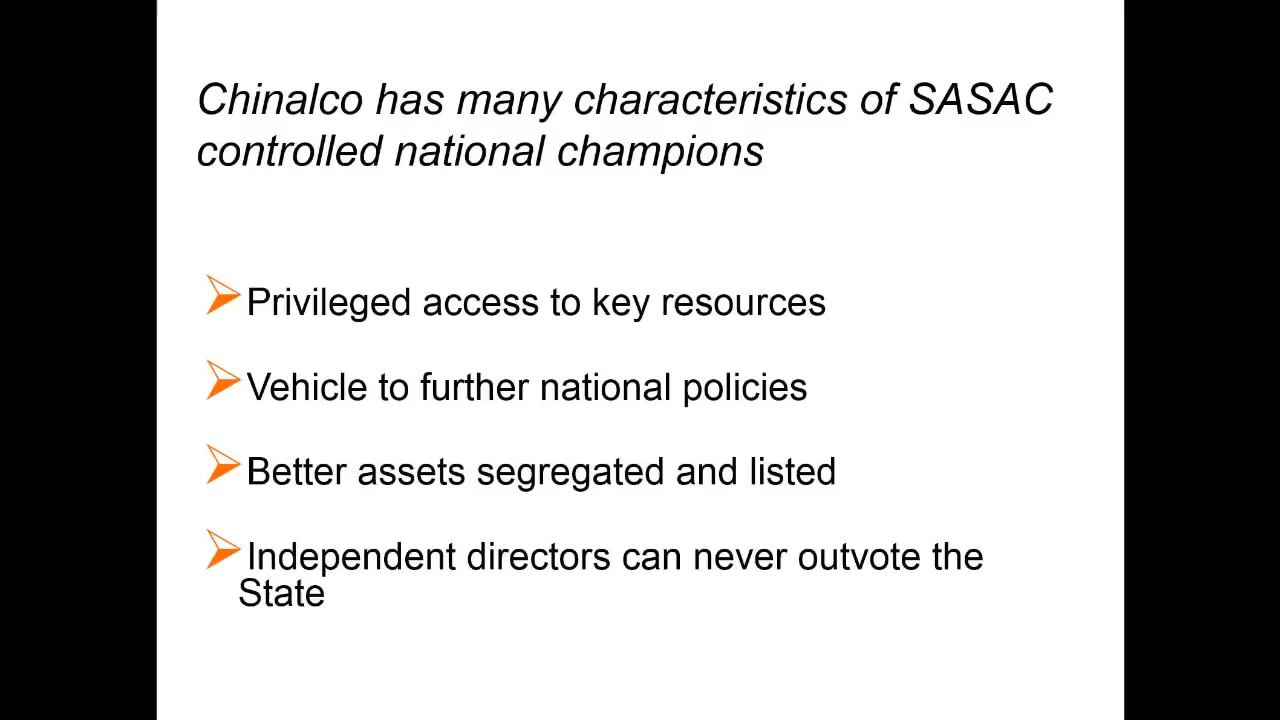 Chinalco has many characteristics of SASAC
controlled national champions
Privileged access to key resources
Vehicle to further national policies
Better assets segregated and listed
Independent directors can never outvote the
State